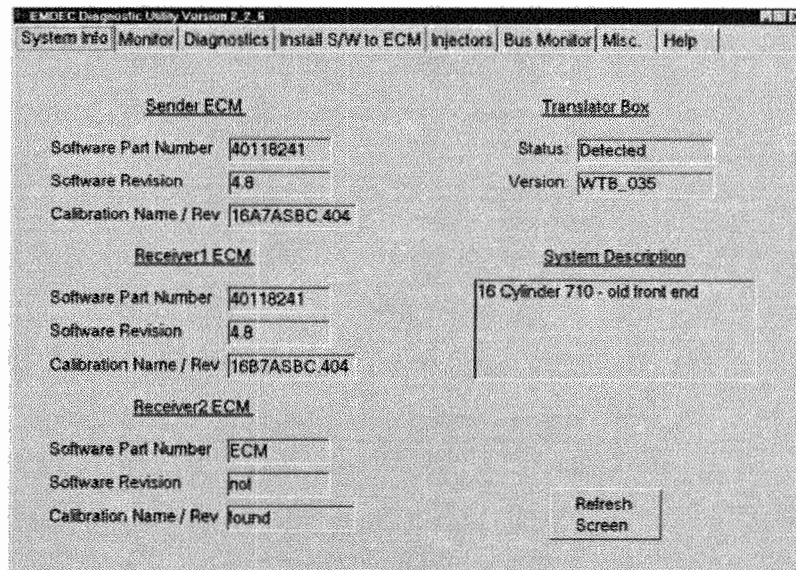 EMDEC Diagnostic Utility Version 2_2_6
System Info Monitor Diagnostics Install S/W to ECM Injectors Bus Monitor Misc. Help
Sender ECM
Software Part Number 40118241
Software Revision 4.8
Calibration Name / Rev 16A7ASBC.404
Receiver1 ECM
Software Part Number 40118241
Software Revision 4.8
Calibration Name / Rev 16B7ASBC.404
Receiver2 ECM
Software Part Number ECM
Software Revision not
Calibration Name / Rev found
Translator Box
Status: Detected
Version: WTB_035
System Description
16 Cylinder 710 - old front end
Refresh
Screen